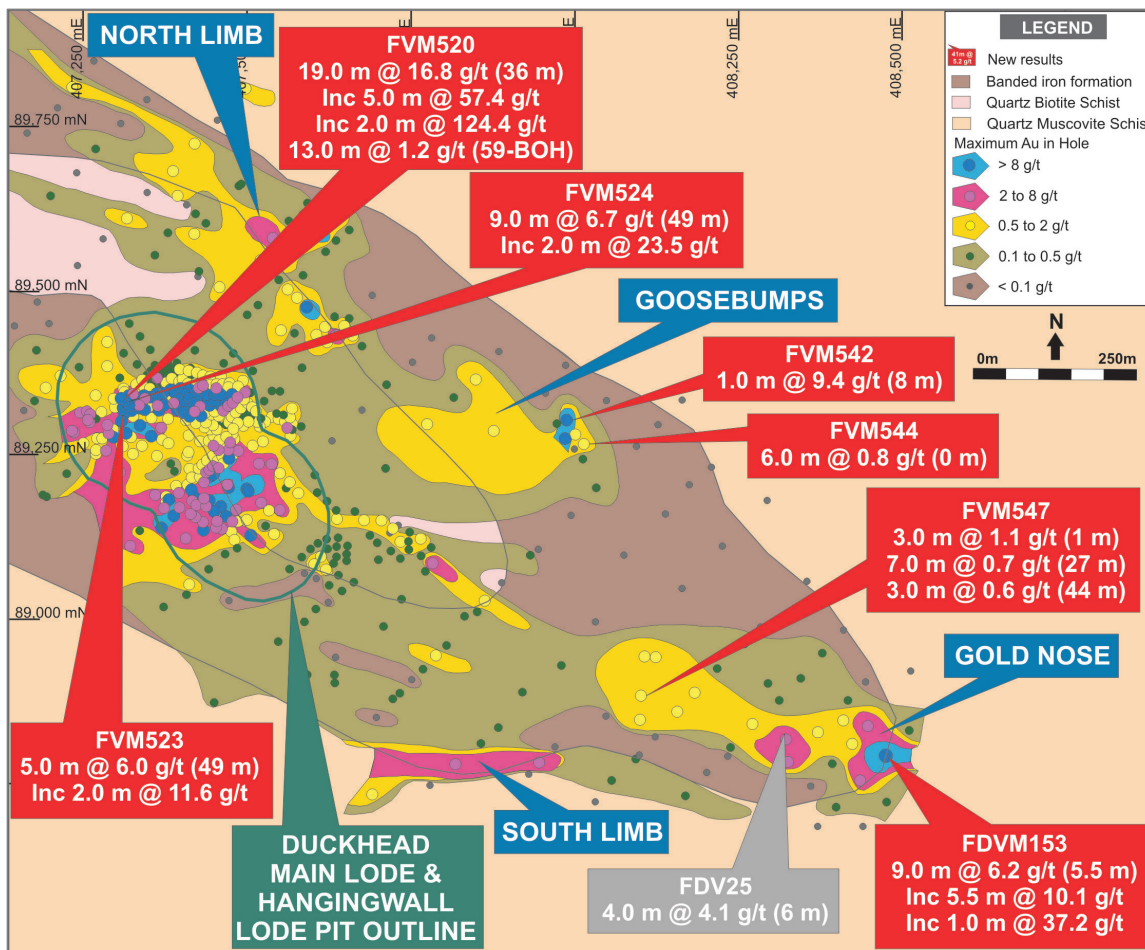 407,250 mE
mE
mE
mE
408,250 mE
408,500 mE
NORTH LIMB
FVM520
19.0 m @ 16.8 g/t (36 m)
Inc 5.0 m @ 57.4 g/t
Inc 2.0 m @ 124.4 g/t
13.0 m @ 1.2 g/t (59-BOH)
LEGEND
41m @
5.2 g/t
New results
Banded iron formation
Quartz Biotite Schist
Quartz Muscovite Schis
Maximum Au in Hole
> 8 g/t
2 to 8 g/t
0.5 to 2 g/t
0.1 to 0.5 g/t
< 0.1 g/t
89,750 mN
FVM524
9.0 m @ 6.7 g/t (49 m)
Inc 2.0 m @ 23.5 g/t
89,500 mN
GOOSEBUMPS
N
0m
250m
FVM542
1.0 m @ 9.4 g/t (8 m)
FVM544
6.0 m @ 0.8 g/t (0 m)
89,250 mN
FVM547
3.0 m @ 1.1 g/t (1 m)
7.0 m @ 0.7 g/t (27 m)
3.0 m @ 0.6 g/t (44 m)
89,000 mN
GOLD NOSE
FVM523
5.0 m @ 6.0 g/t (49 m)
Inc 2.0 m @ 11.6 g/t
SOUTH LIMB
DUCKHEAD
MAIN LODE &
HANGINGWALL
LODE PIT OUTLINE
FDV25
4.0 m @ 4.1 g/t (6 m)
FDVM153
9.0 m @ 6.2 g/t (5.5 m)
Inc 5.5 m @ 10.1 g/t
Inc 1.0 m @ 37.2 g/t